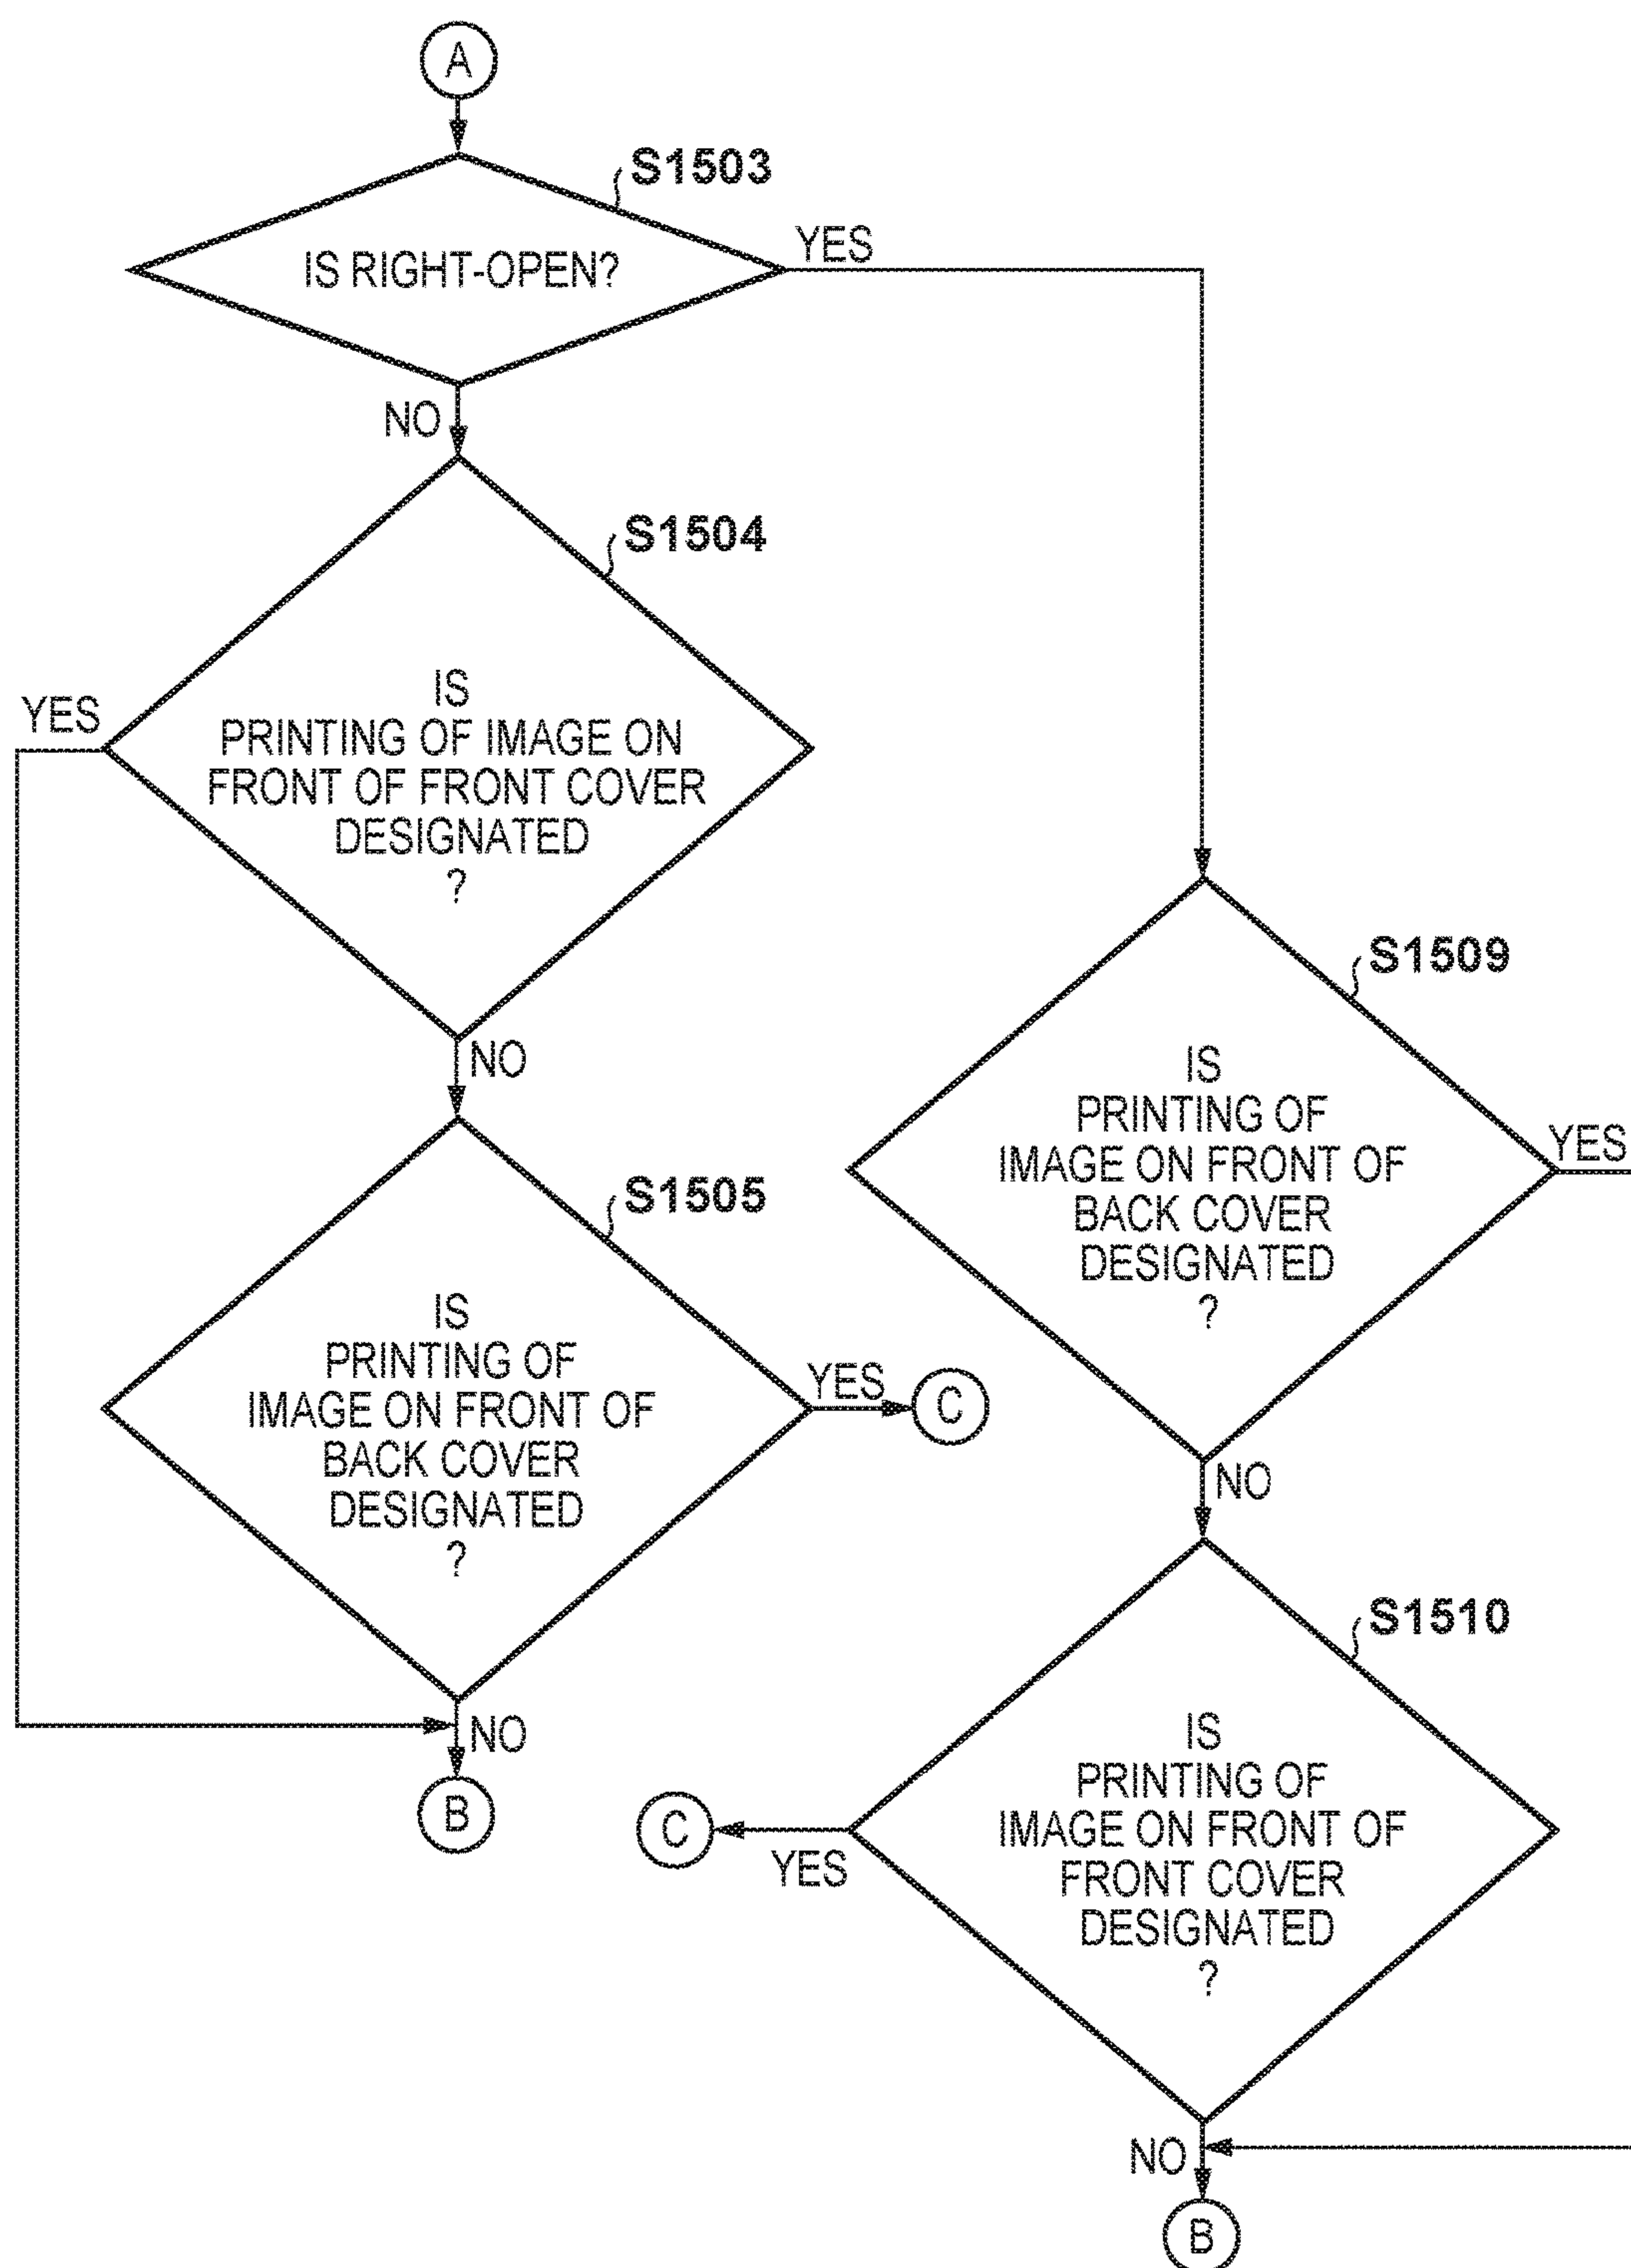 A
S1503
IS RIGHT-OPEN?
YES
NO
S1504
IS
PRINTING OF IMAGE ON
FRONT OF FRONT COVER
DESIGNATED
?
YES
NO
S1505
IS
PRINTING OF
IMAGE ON FRONT OF
BACK COVER
DESIGNATED
?
YES
C
NO
B
S1509
IS
PRINTING OF
IMAGE ON FRONT OF
BACK COVER
DESIGNATED
?
YES
NO
S1510
IS
PRINTING OF
IMAGE ON FRONT OF
FRONT COVER
DESIGNATED
?
C
YES
NO
B